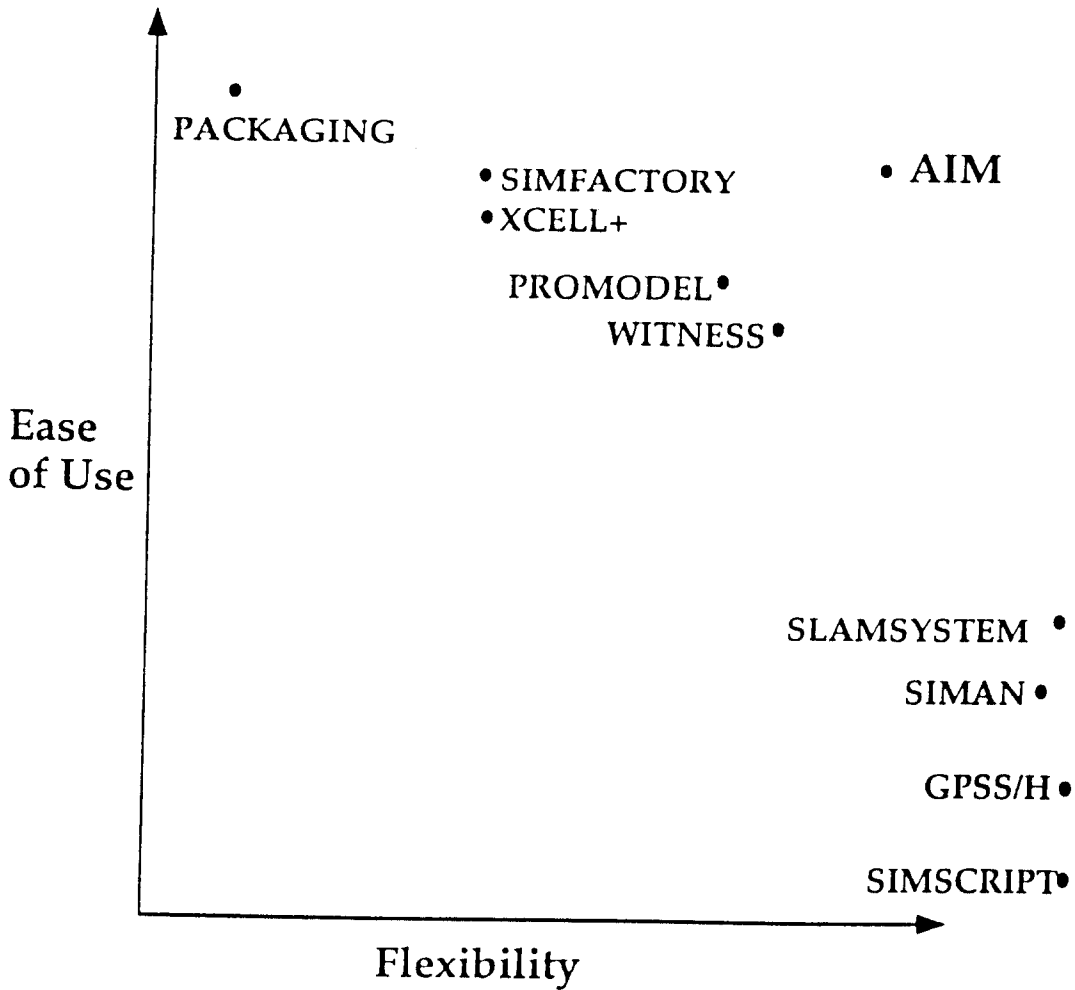 PACKAGING
SIMFACTORY
AIM
XCELL+
PROMODEL
WITNESS
Ease
of Use
SLAMSYSTEM
SIMAN
GPSS/H
SIMSCRIPT
Flexibility